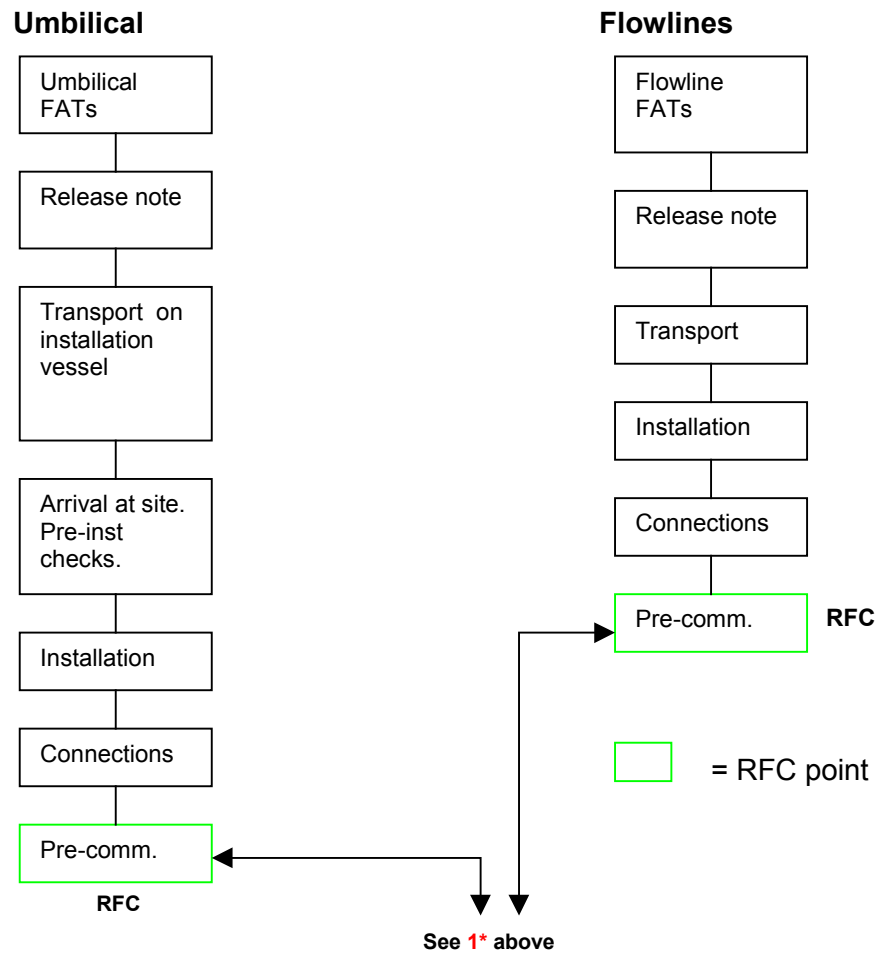 Umbilical
Umbilical
FATs
Release note
Transport on
installation
vessel
Arrival at site.
Pre-inst
checks.
Installation
Connections
Pre-comm.
RFC
Flowlines
Flowline
FATs
Release note
Transport
Installation
Connections
Pre-comm.
RFC
= RFC point
See 1* above